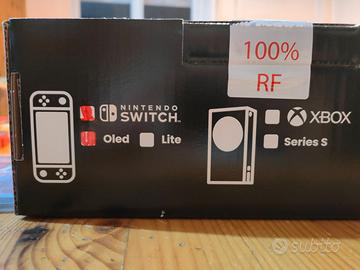 100%
RF
NINTENDO
SWITCH.
Oled Lite
XBOX
Series S
subito